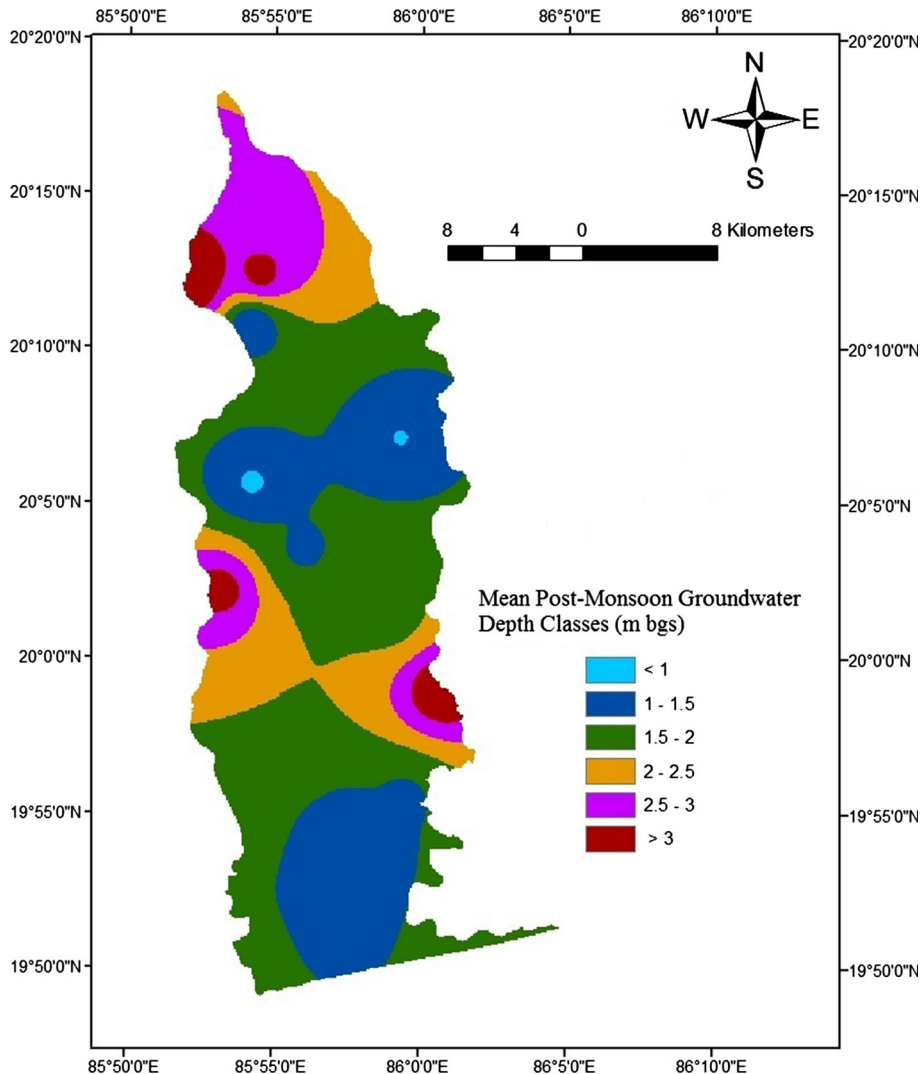 85°50'0"E 85°55'0"E 86°0'0"E 86°5'0"E 86°10'0"E
20°20'0"N 20°20'0"N
N
W E
S
20°15'0"N 20°15'0"N
8 4 0 8 Kilometers
20°10'0"N 20°10'0"N
20°5'0"N 20°5'0"N
Mean Post-Monsoon Groundwater
Depth Classes (m bgs)
20°0'0"N 20°0'0"N
< 1
1 - 1.5
1.5 - 2
2 - 2.5
2.5 - 3
> 3
19°55'0"N 19°55'0"N
19°50'0"N 19°50'0"N
85°50'0"E 85°55'0"E 86°0'0"E 86°5'0"E 86°10'0"E